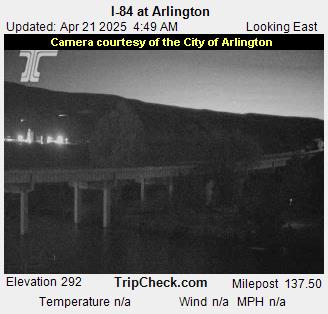 I-84 at Arlington
Updated: Apr 21 2025 4:49 AM Looking East
Camera courtesy of the City of Arlington
Elevation 292 TripCheck.com Milepost 137.50
Temperature n/a Wind n/a MPH n/a